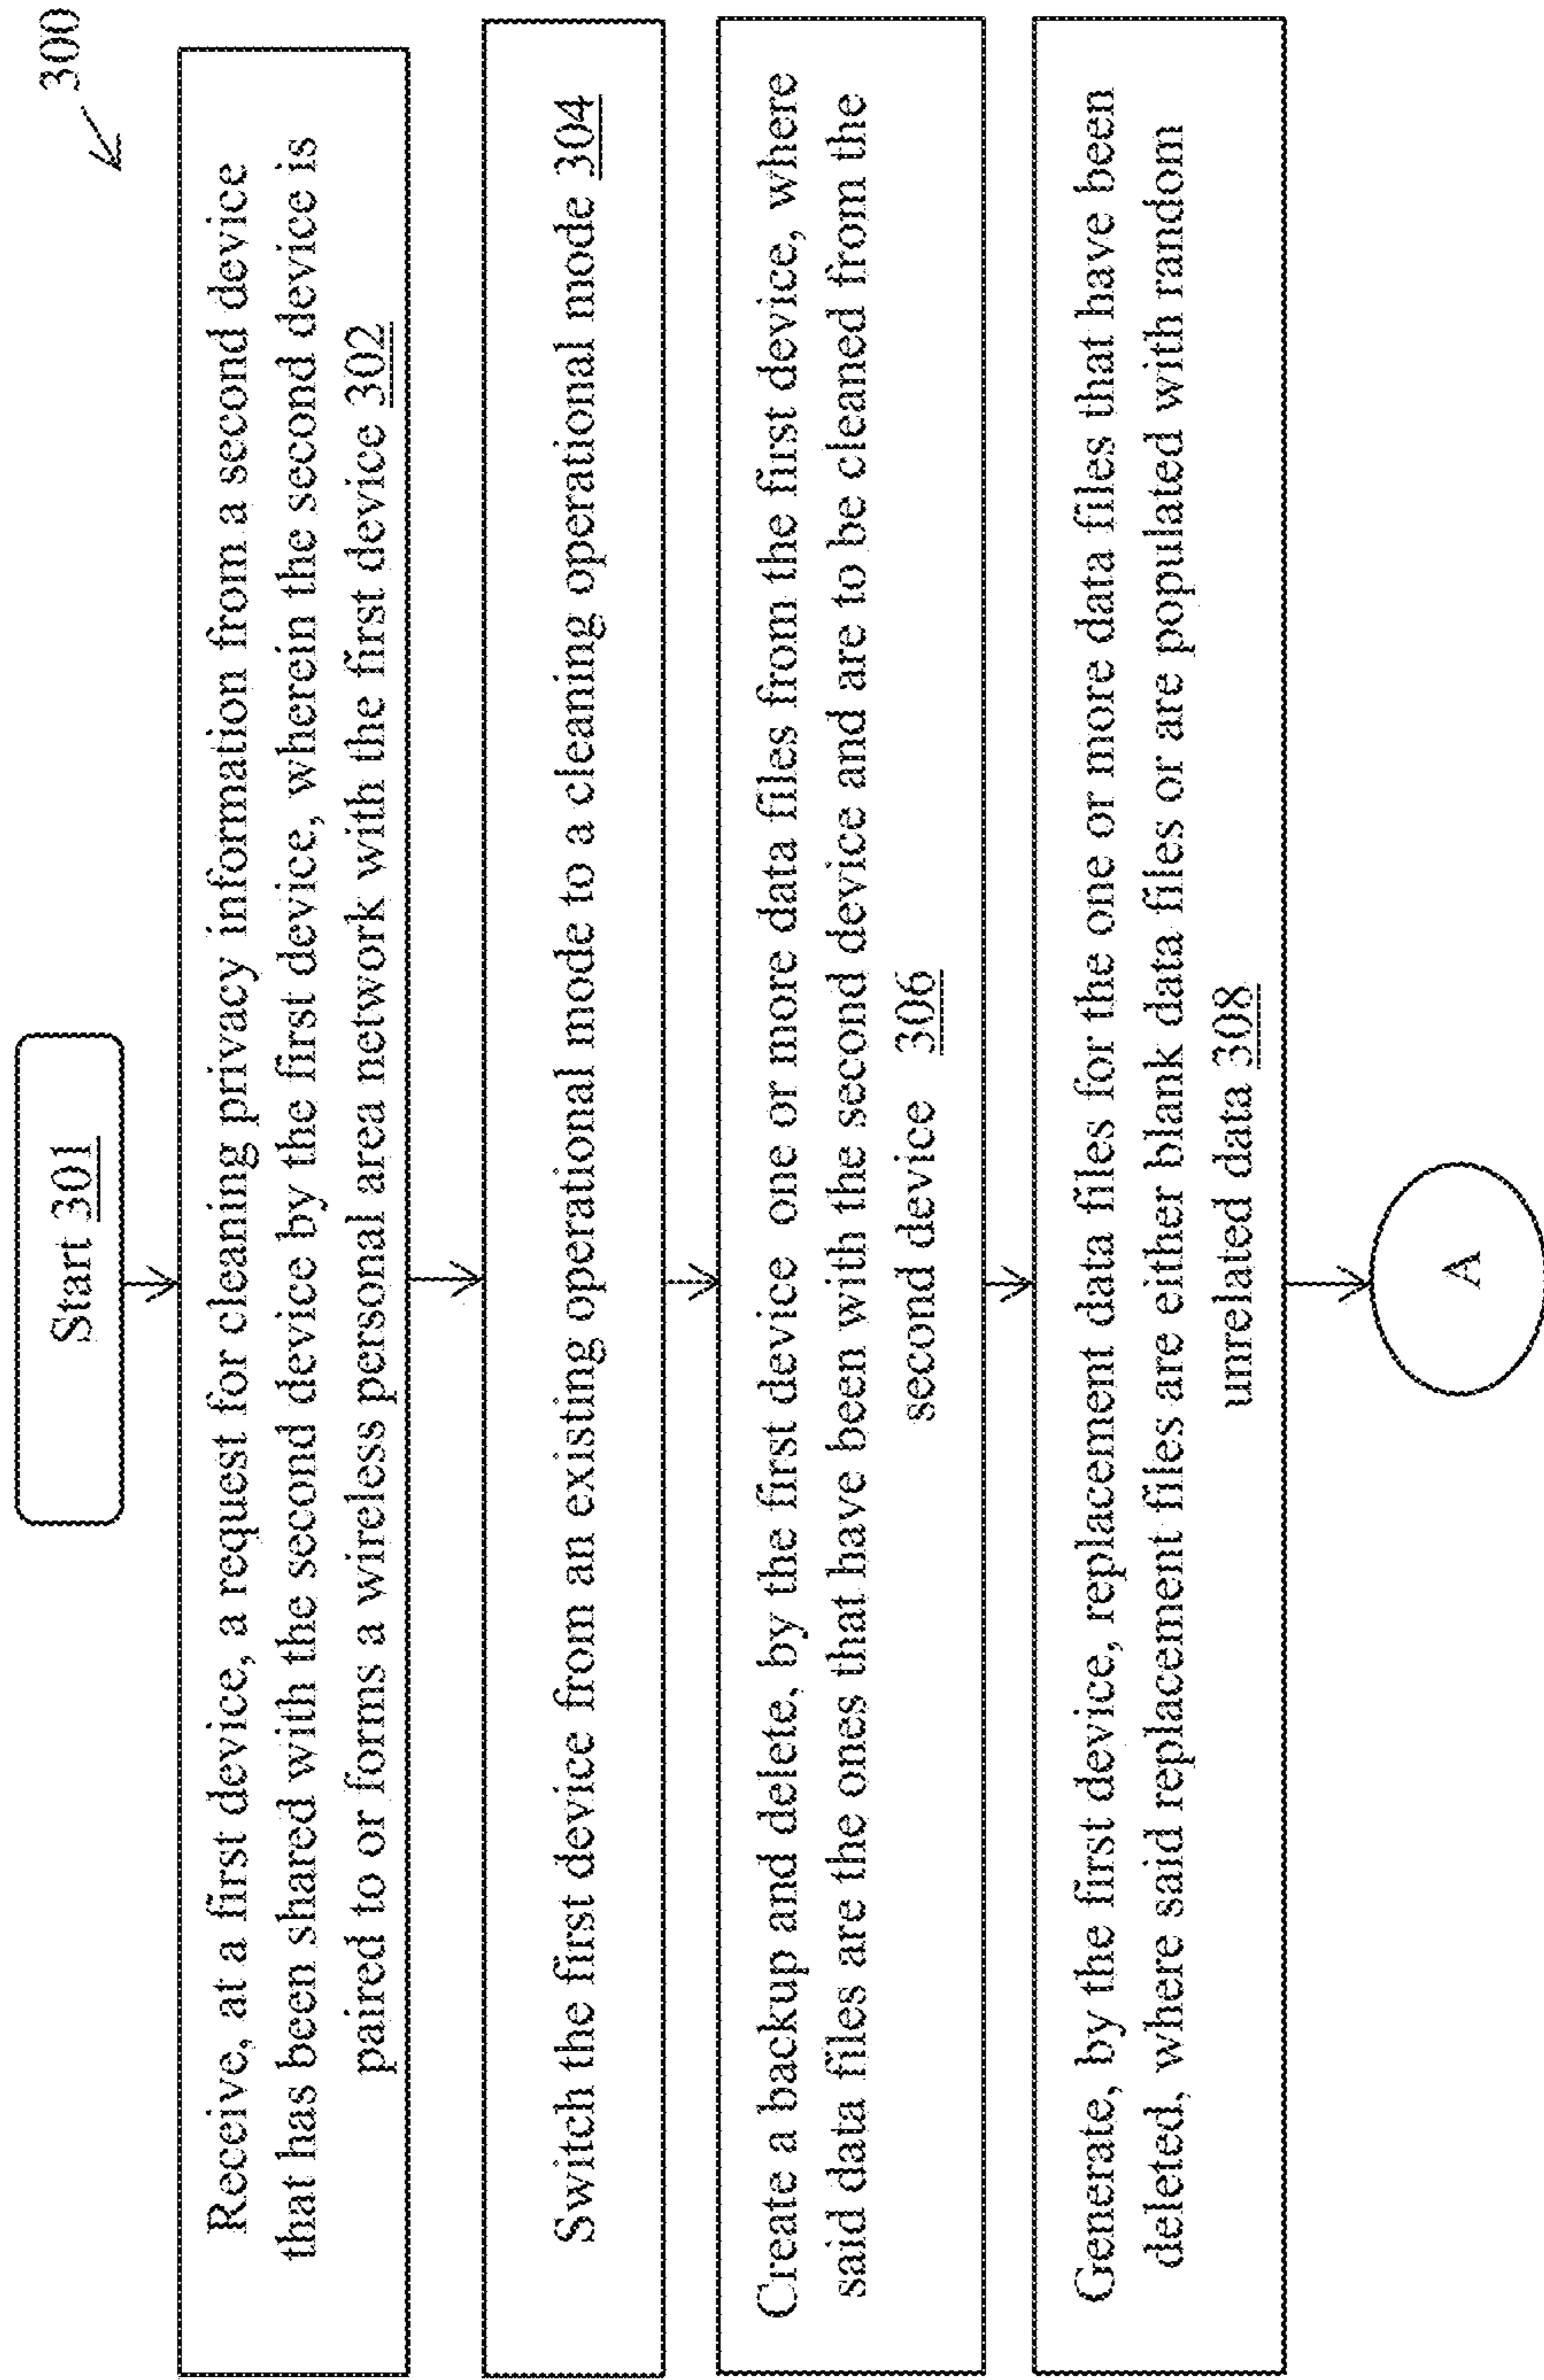 300
Start 301
Receive, at a first device, a request for cleaning privacy information from a second device
that has been shared with the second device by the first device, wherein the second device is
paired to or forms a wireless personal area network with the first device 302
Switch the first device from an existing operational mode to a cleaning operational mode 304
Create a backup and delete, by the first device one or more data files from the first device, where
said data files are the ones that have been with the second device and are to be cleaned from the
second device 306
Generate, by the first device, replacement data files for the one or more data files that have been
deleted, where said replacement files are either blank data files or are populated with random
unrelated data 308
A